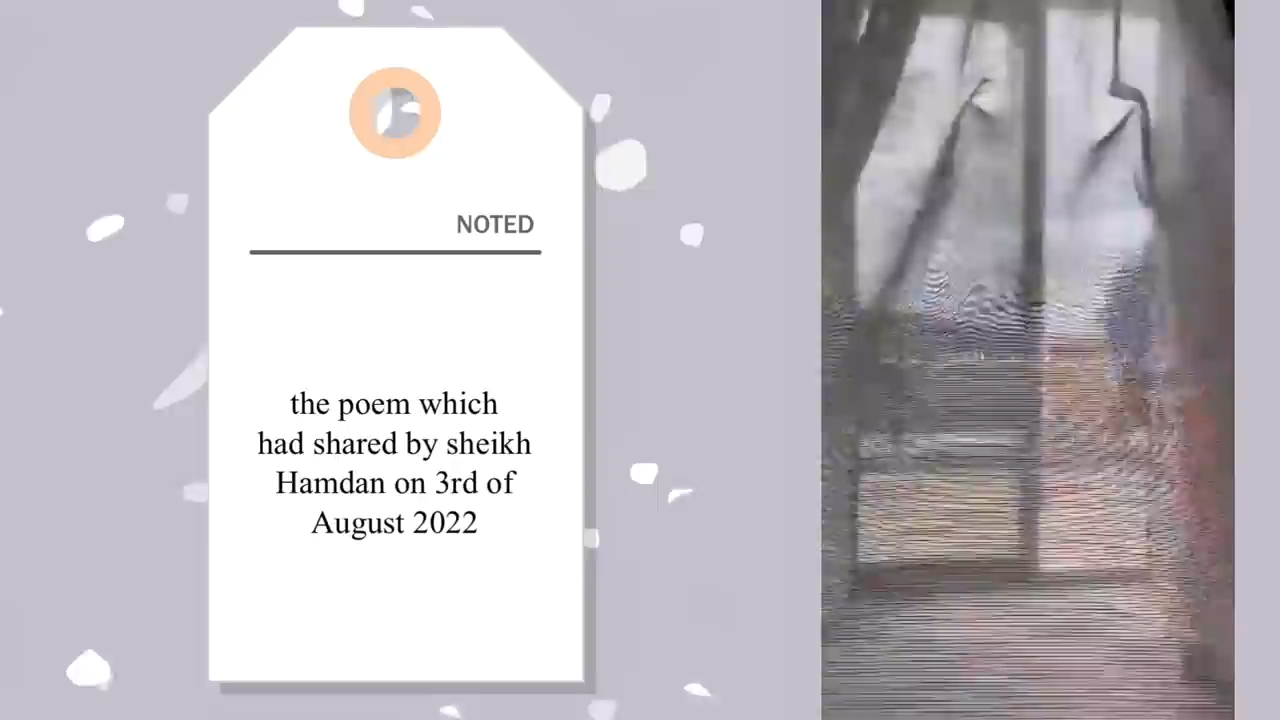 NOTED
the poem which
had shared by sheikh
Hamdan on 3rd of
August 2022